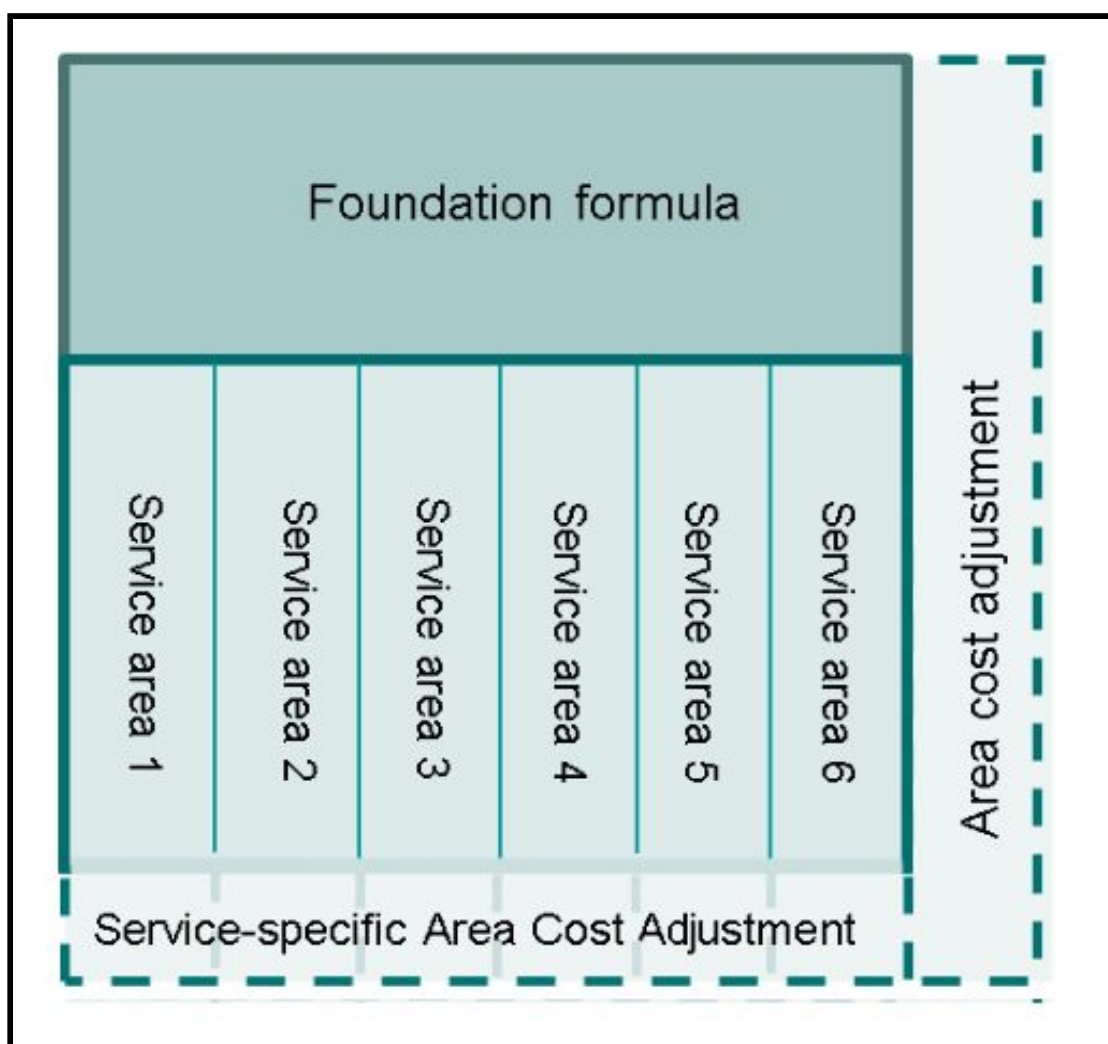 Foundation formula
Service area 1
Service area 2
Service area 3
Service area 4
Service area 5
Service area 6
Area cost adjustment
Service-specific Area Cost Adjustment